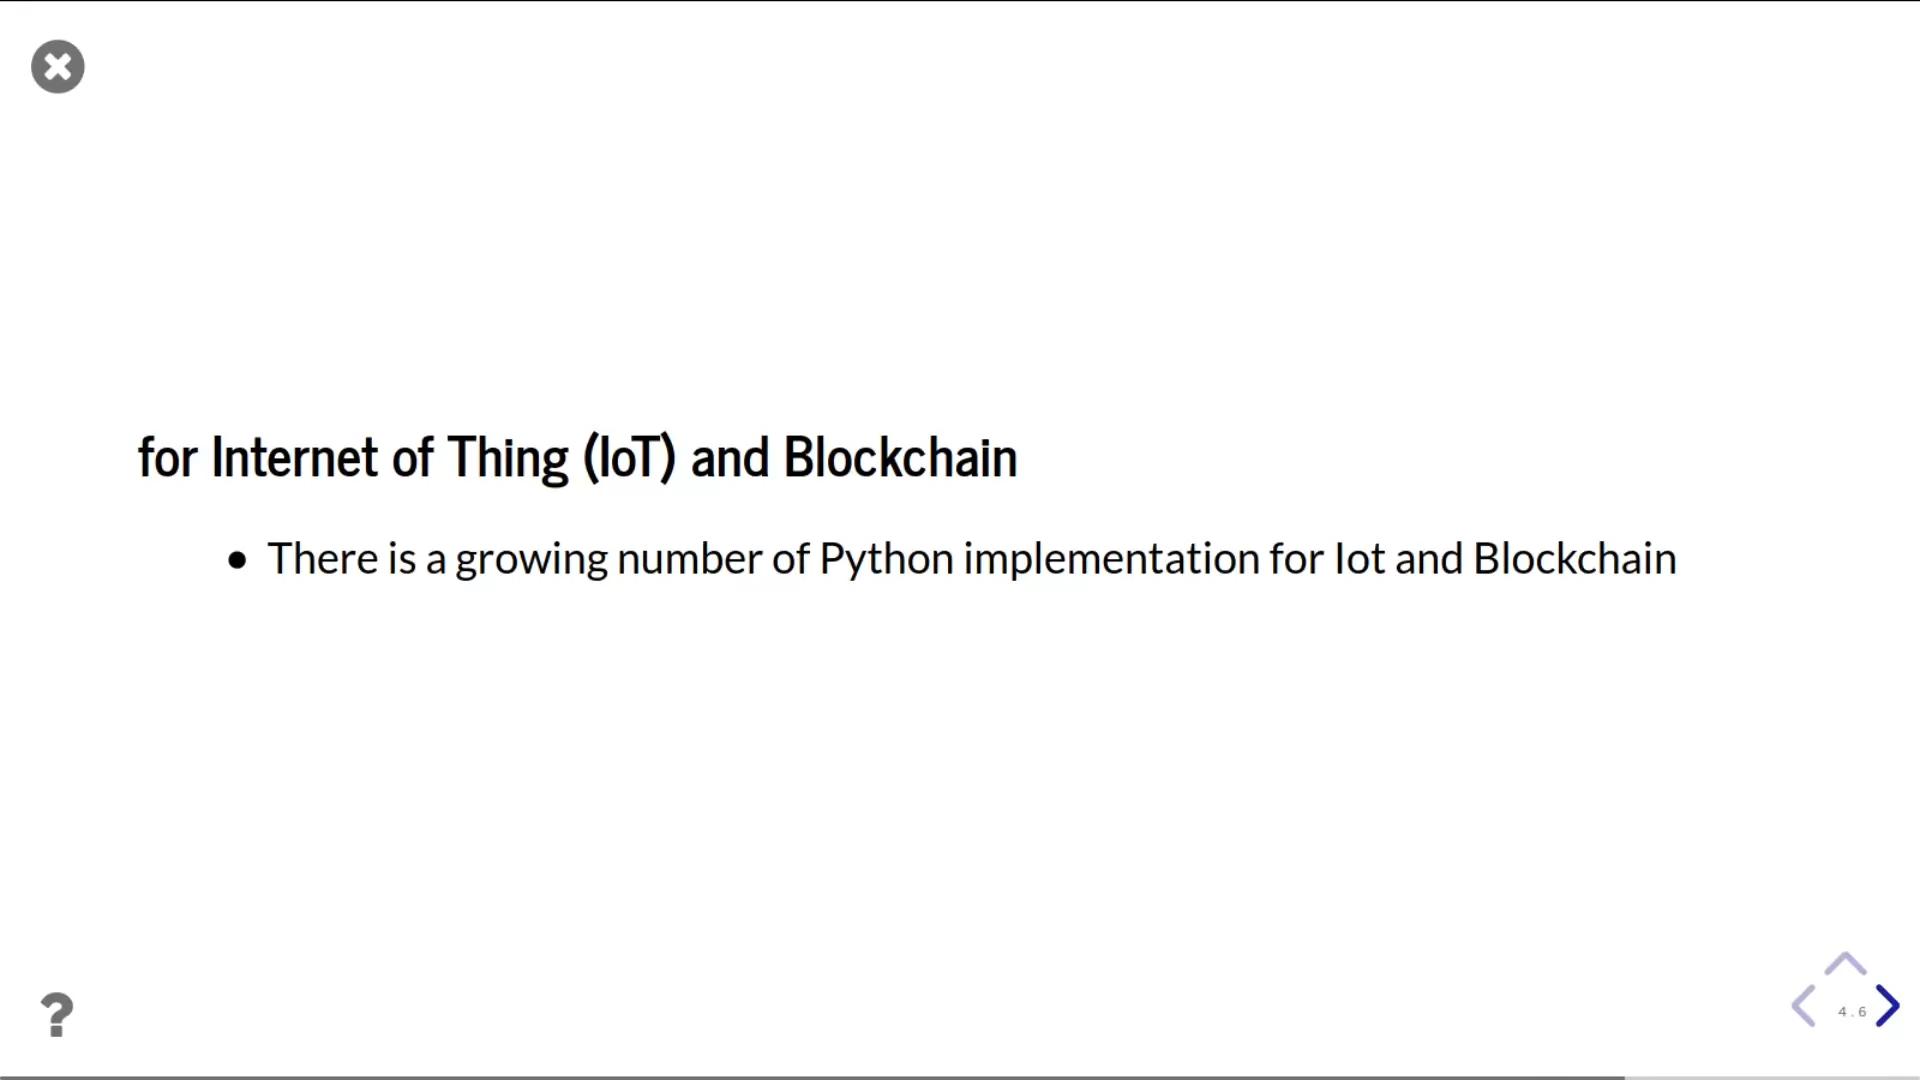 for Internet of Thing (IoT) and Blockchain
There is a growing number of Python implementation for Iot and Blockchain
?
4.6